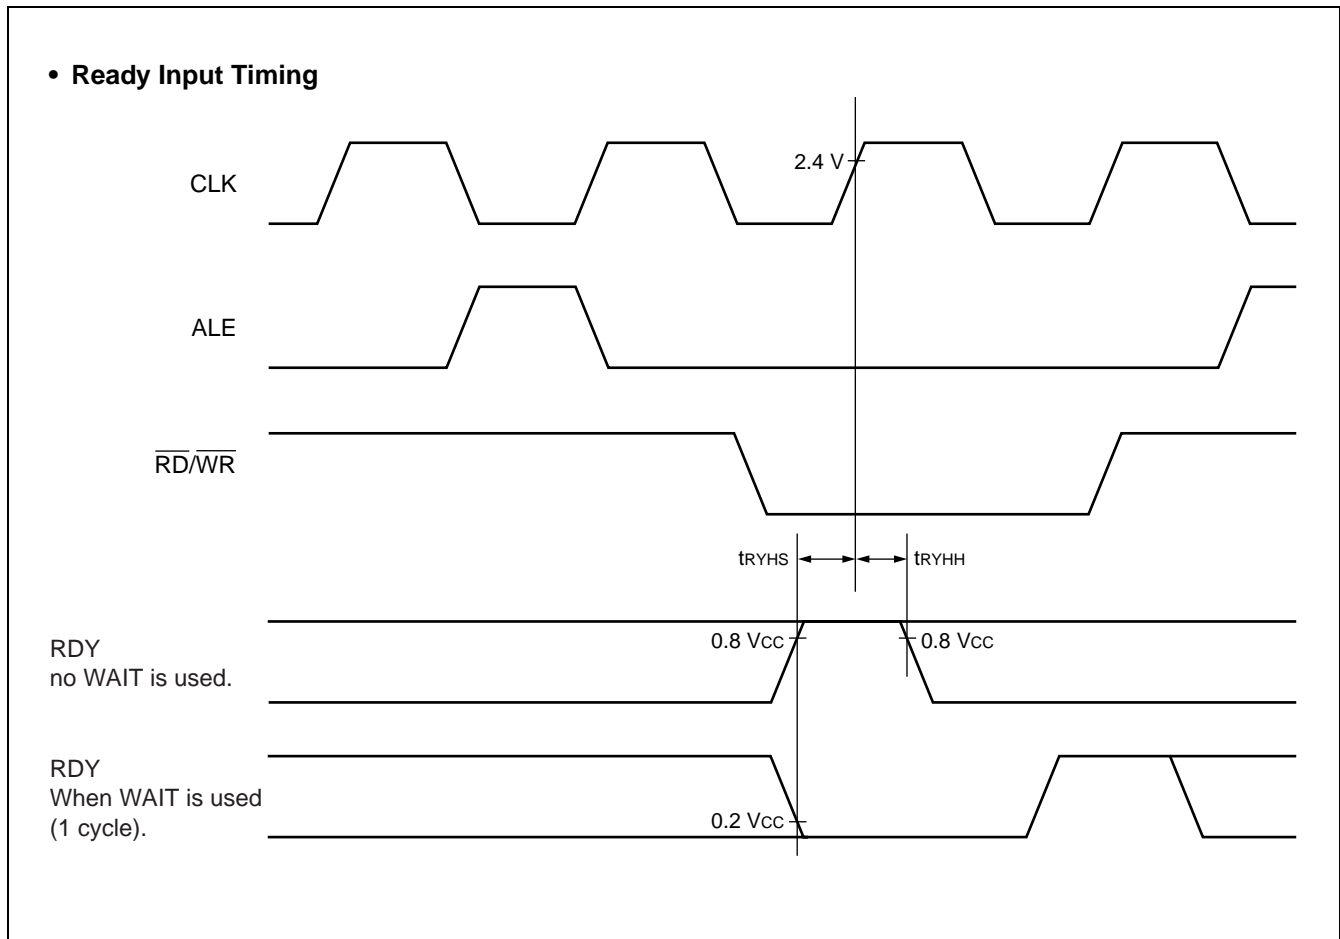 • Ready Input Timing
2.4 V
CLK
ALE
RD/WR
tRYHS
tRYHH
RDY
no WAIT is used.
0.8 VCC
0.8 VCC
RDY
When WAIT is used
(1 cycle).
0.2 VCC